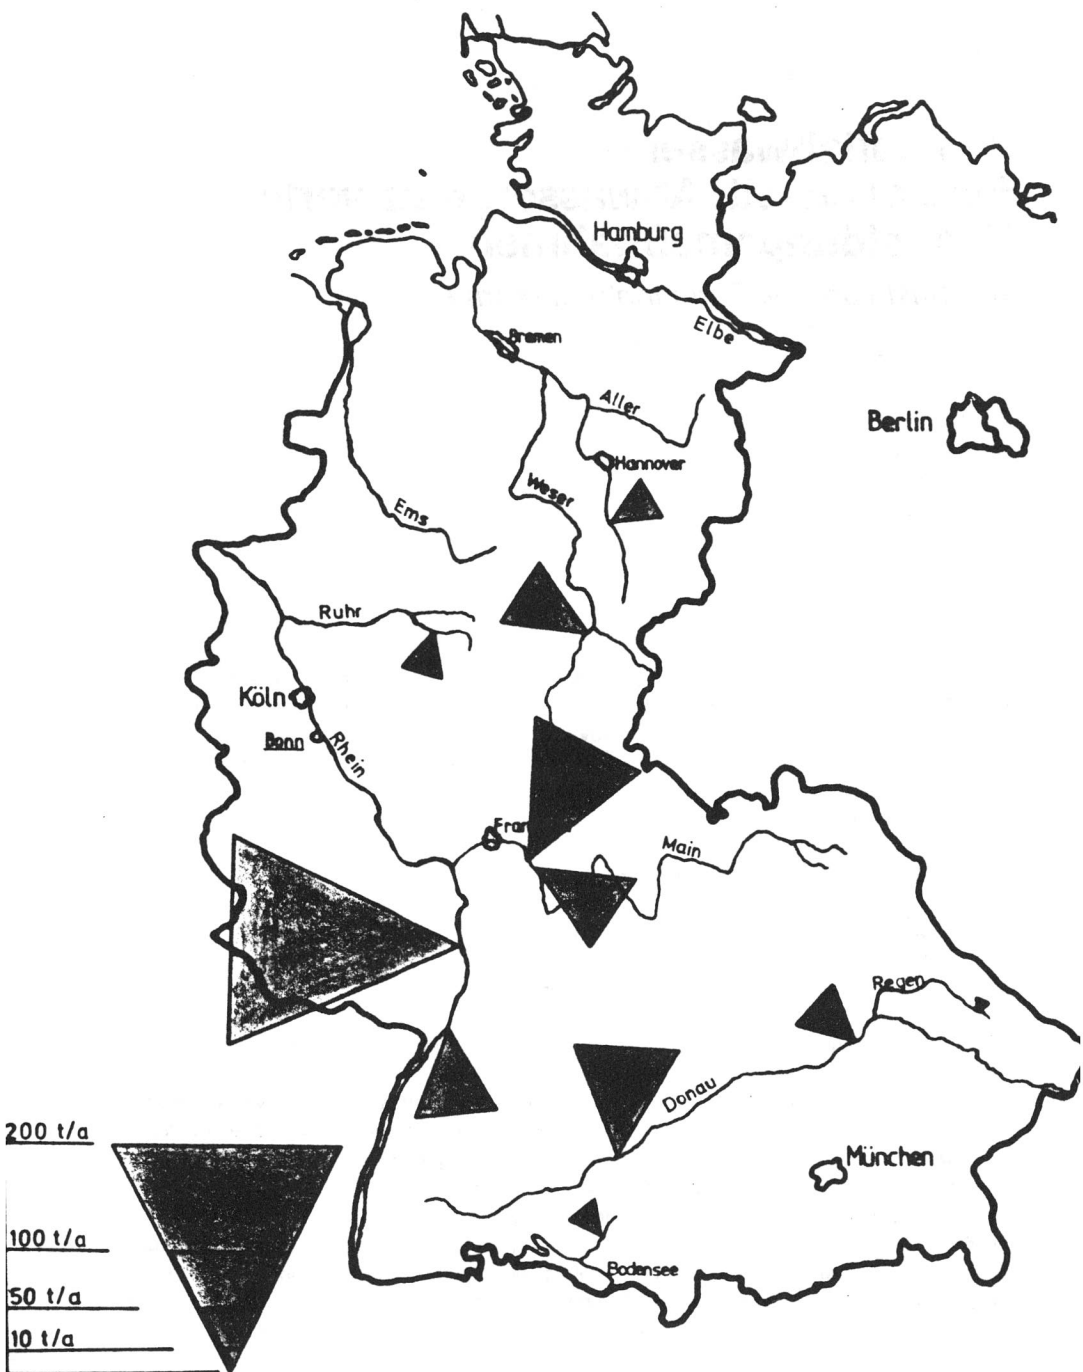 Hamburg
Elbe
Bremen
Aller
Berlin
Hannover
Weser
Ems
Ruhr
Köln
Bonn
Rhein
Main
Regen
Donau
200 t/a
München
100 t/a
Bodensee
50 t/a
10 t/a